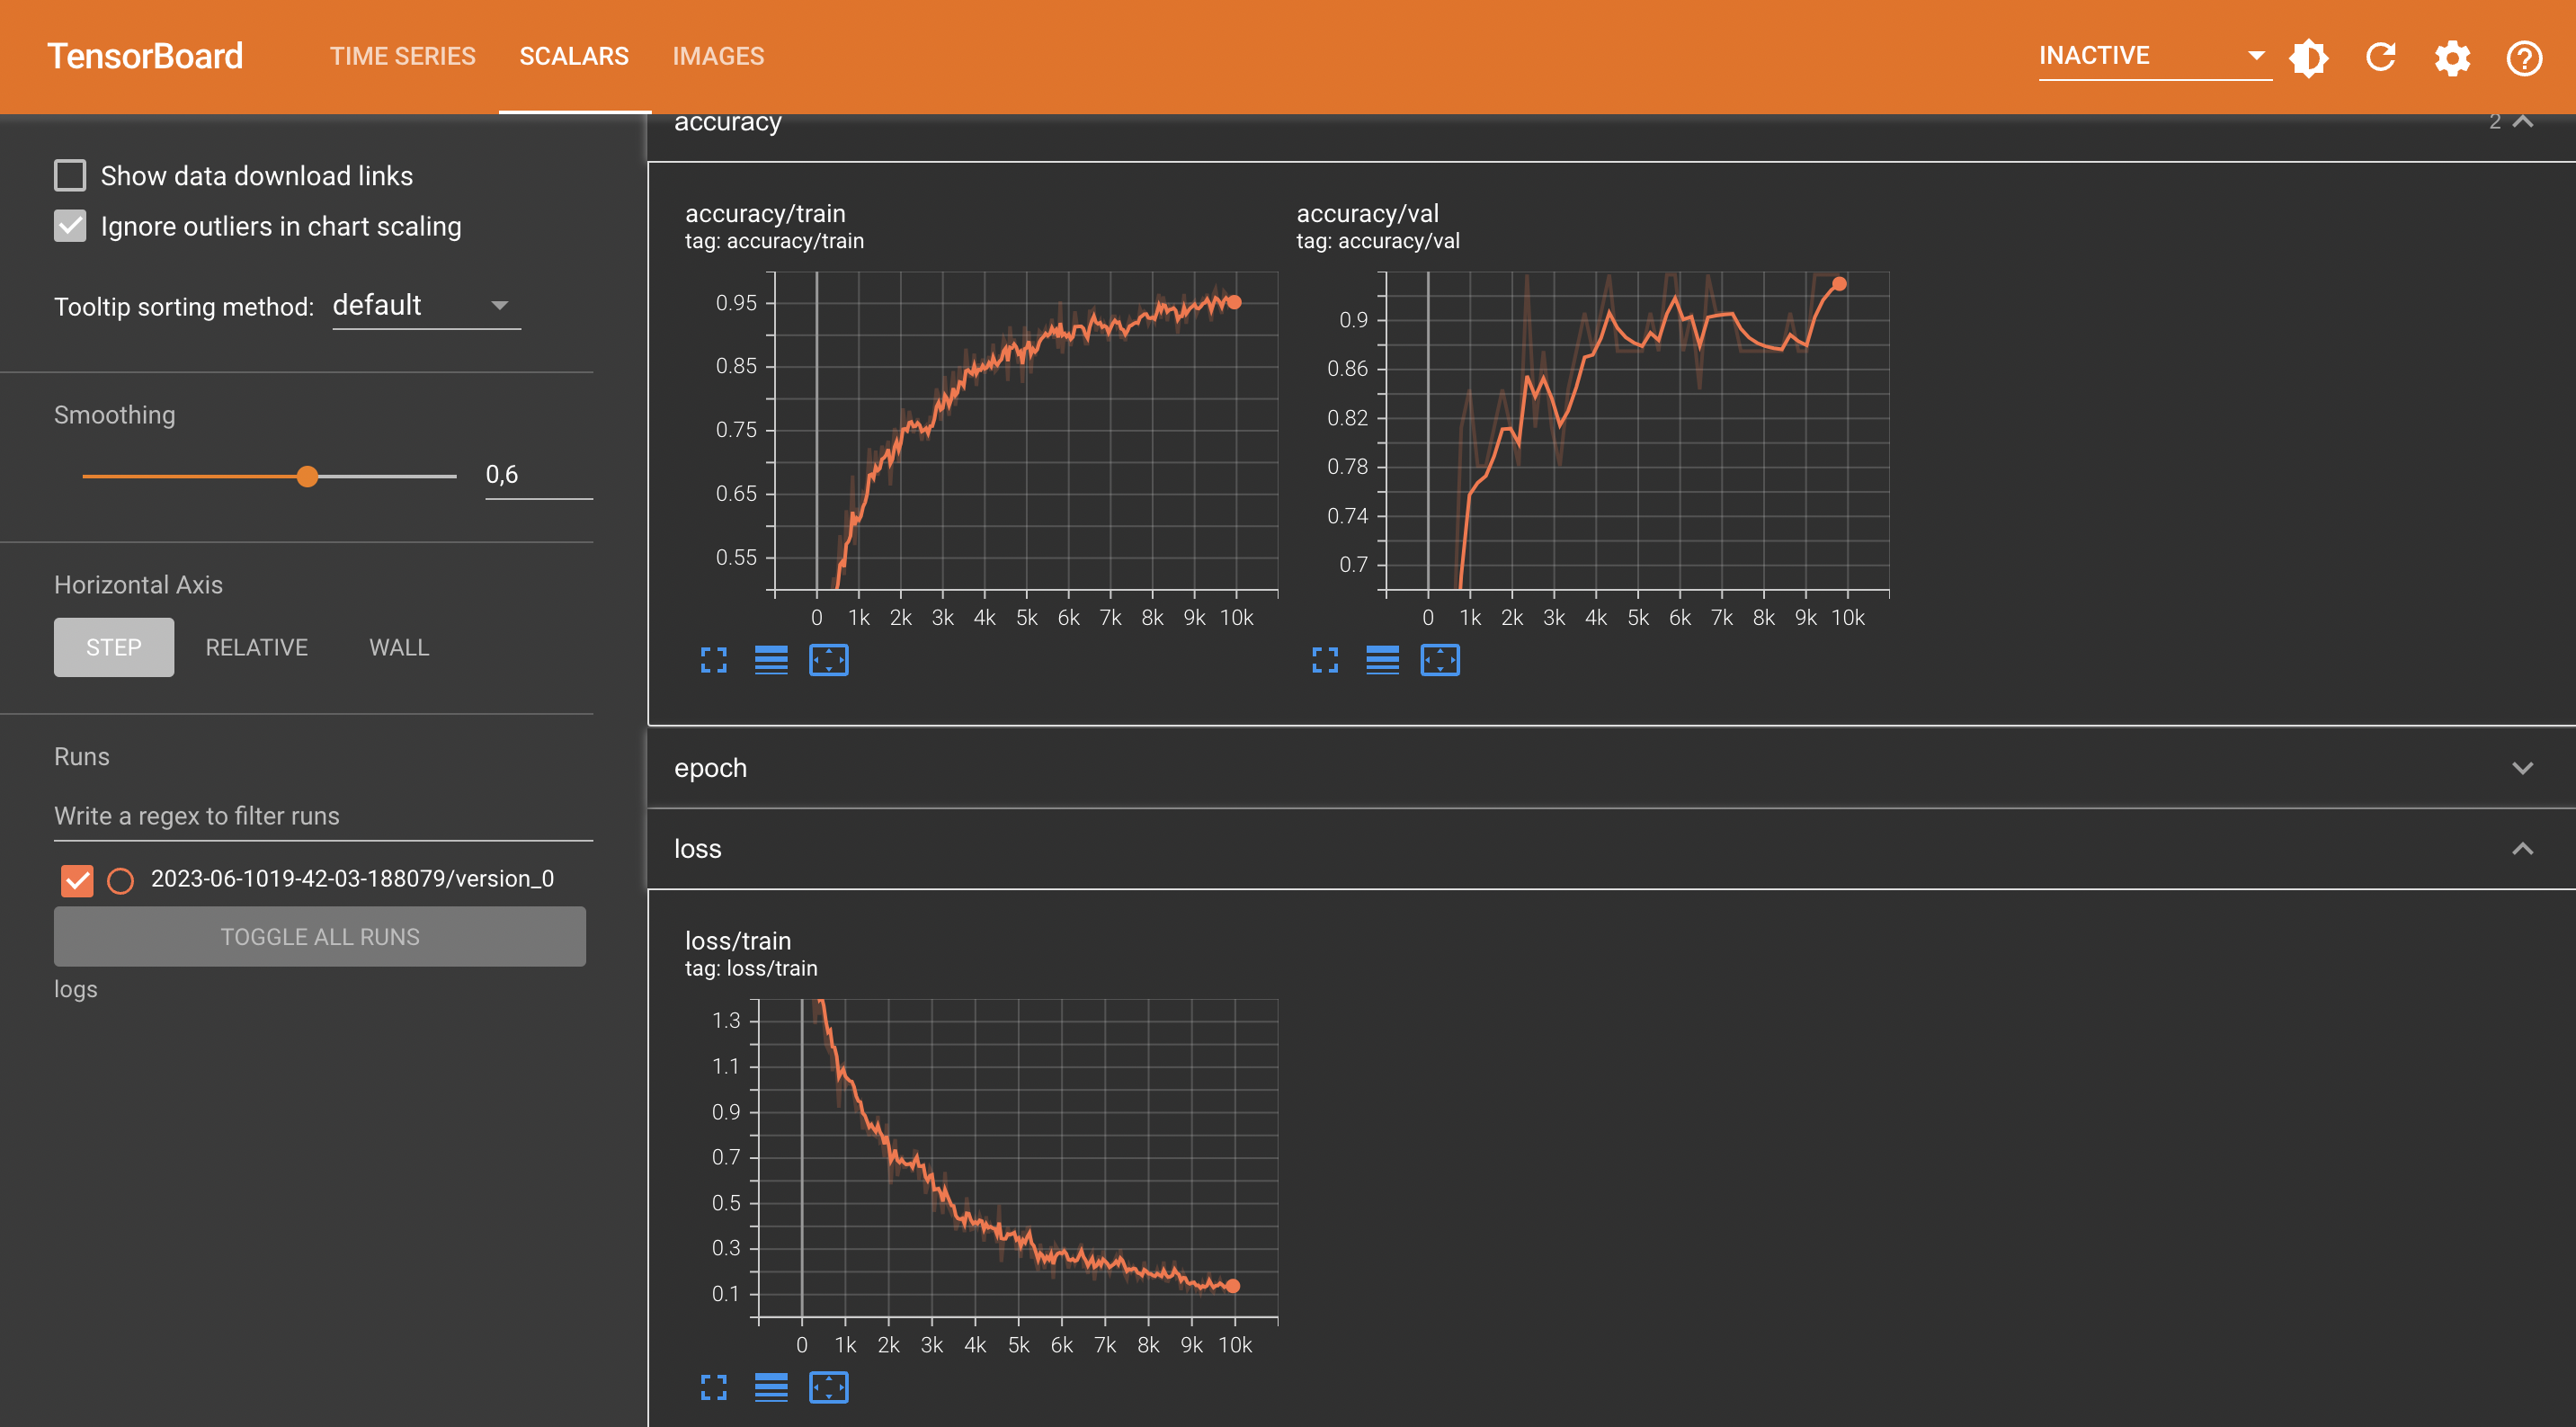 TensorBoard
TIME SERIES
SCALARS
IMAGES
INACTIVE
Show data download links
Ignore outliers in chart scaling
Tooltip sorting method: default
Smoothing
0,6
Horizontal Axis
STEP
RELATIVE
WALL
Runs
Write a regex to filter runs
2023-06-1019-42-03-188079/version_0
TOGGLE ALL RUNS
logs
accuracy
2
accuracy/train
tag: accuracy/train
0.95
0.85
0.75
0.65
0.55
0 1k 2k 3k 4k 5k 6k 7k 8k 9k 10k
accuracy/val
tag: accuracy/val
0.9
0.86
0.82
0.78
0.74
0.7
0 1k 2k 3k 4k 5k 6k 7k 8k 9k 10k
epoch
loss
loss/train
tag: loss/train
1.3
1.1
0.9
0.7
0.5
0.3
0.1
0 1k 2k 3k 4k 5k 6k 7k 8k 9k 10k